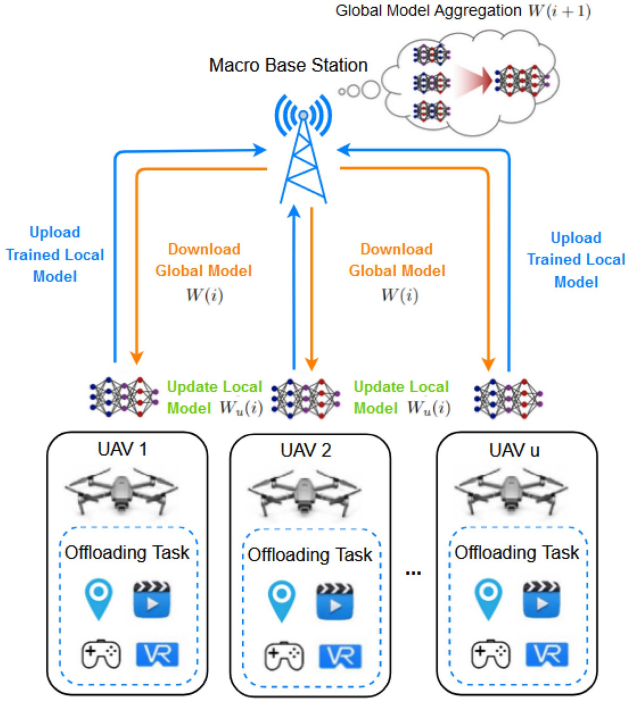 Global Model Aggregation W(i + 1)
Macro Base Station
Upload
Trained Local
Model
Download
Global Model
W(i)
Download
Global Model
W(i)
Upload
Trained Local
Model
Update Local
Model W_u(i)
Update Local
Model W_u(i)
UAV 1
UAV 2
UAV u
Offloading Task
Offloading Task
Offloading Task
...
VR
VR
VR